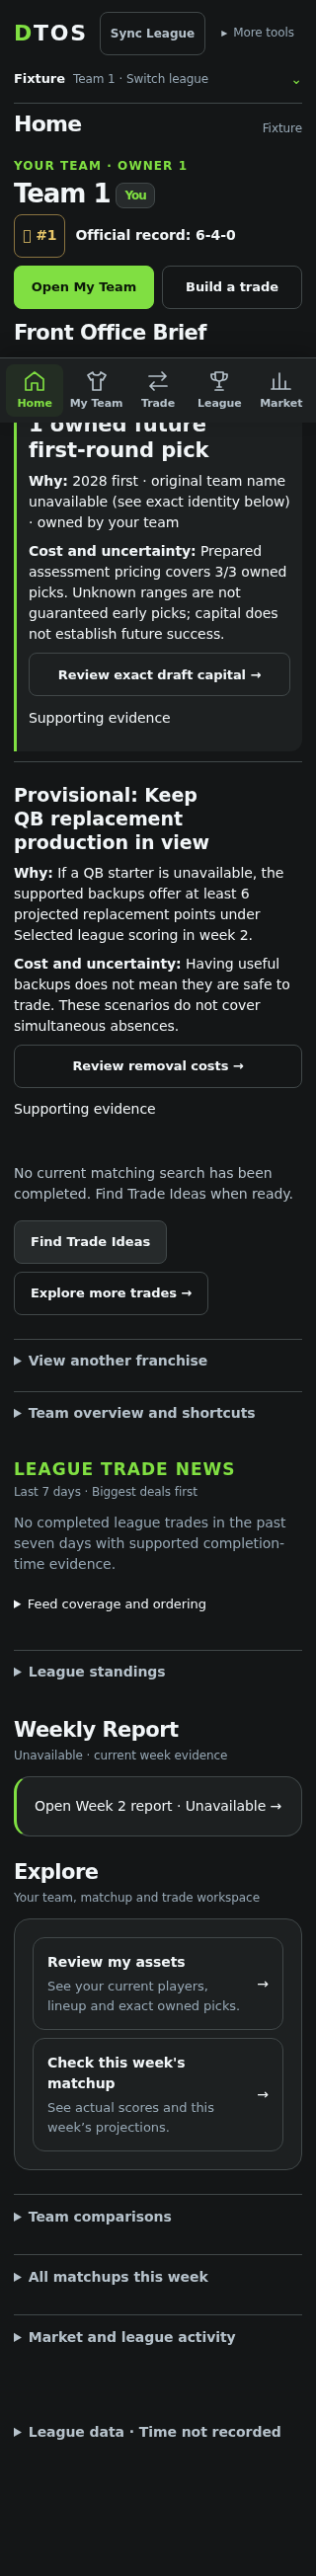 DTOS
Sync League
▸ More tools
Fixture Team 1 · Switch league
Home
Fixture
YOUR TEAM · OWNER 1
Team 1 You
#1 Official record: 6-4-0
Open My Team
Build a trade
Front Office Brief
Home
My Team
Trade
League
Market
1 owned future
first-round pick
Why: 2028 first · original team name
unavailable (see exact identity below)
· owned by your team
Cost and uncertainty: Prepared
assessment pricing covers 3/3 owned
picks. Unknown ranges are not
guaranteed early picks; capital does
not establish future success.
Review exact draft capital →
Supporting evidence
Provisional: Keep
QB replacement
production in view
Why: If a QB starter is unavailable, the
supported backups offer at least 6
projected replacement points under
Selected league scoring in week 2.
Cost and uncertainty: Having useful
backups does not mean they are safe to
trade. These scenarios do not cover
simultaneous absences.
Review removal costs →
Supporting evidence
No current matching search has been
completed. Find Trade Ideas when ready.
Find Trade Ideas
Explore more trades →
▸ View another franchise
▸ Team overview and shortcuts
LEAGUE TRADE NEWS
Last 7 days · Biggest deals first
No completed league trades in the past
seven days with supported completion-
time evidence.
▸ Feed coverage and ordering
▸ League standings
Weekly Report
Unavailable · current week evidence
Open Week 2 report · Unavailable →
Explore
Your team, matchup and trade workspace
Review my assets
See your current players,
lineup and exact owned picks.
→
Check this week's
matchup
See actual scores and this
week’s projections.
→
▸ Team comparisons
▸ All matchups this week
▸ Market and league activity
▸ League data · Time not recorded